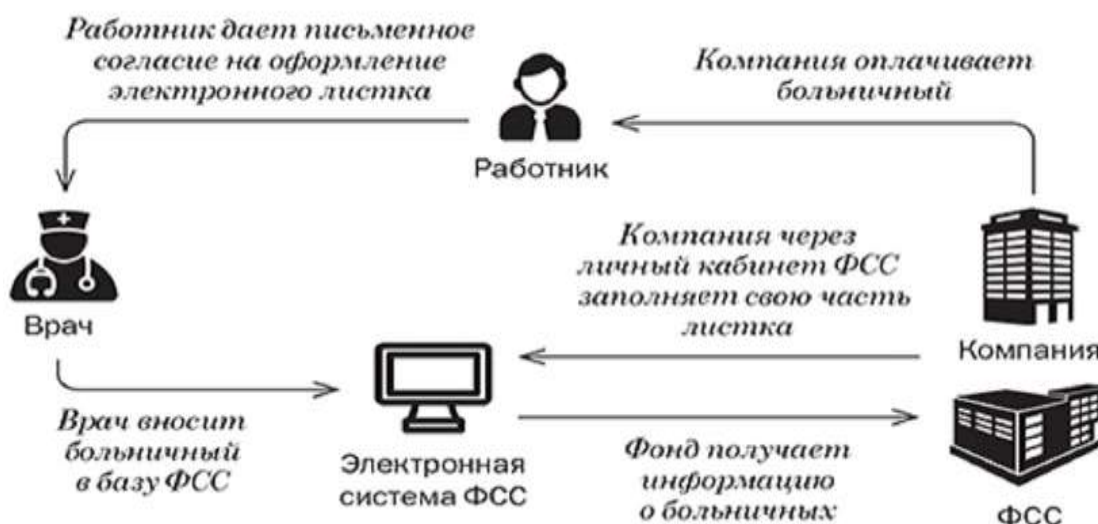 Работник дает письменное
согласие на оформление
электронного листка
Компания оплачивает
больничный
Работник
Врач
Компания через
личный кабинет ФСС
заполняет свою часть
листка
Компания
Врач вносит
больничный
в базу ФСС
Электронная
система ФСС
Фонд получает
информацию
о больничных
ФСС